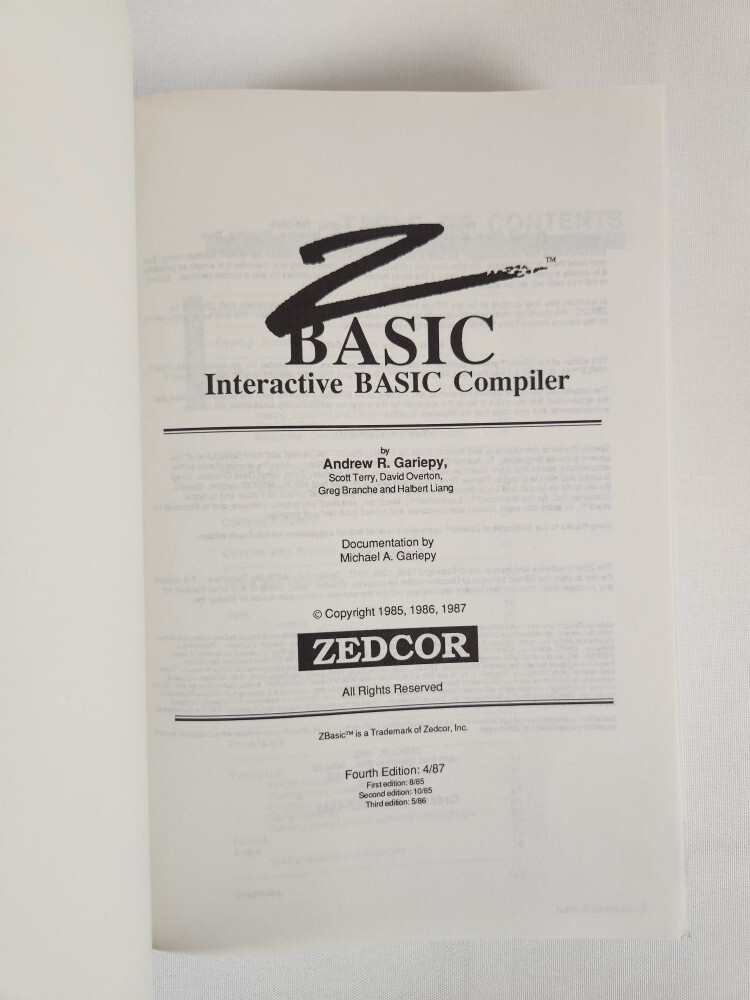 Z™
BASIC
Interactive BASIC Compiler
by
Andrew R. Gariepy,
Scott Terry, David Overton,
Greg Branche and Halbert Liang
Documentation by
Michael A. Gariepy
© Copyright 1985, 1986, 1987
ZEDCOR
All Rights Reserved
ZBasic™ is a Trademark of Zedcor, Inc.
Fourth Edition: 4/87
First edition: 8/85
Second edition: 10/85
Third edition: 5/86